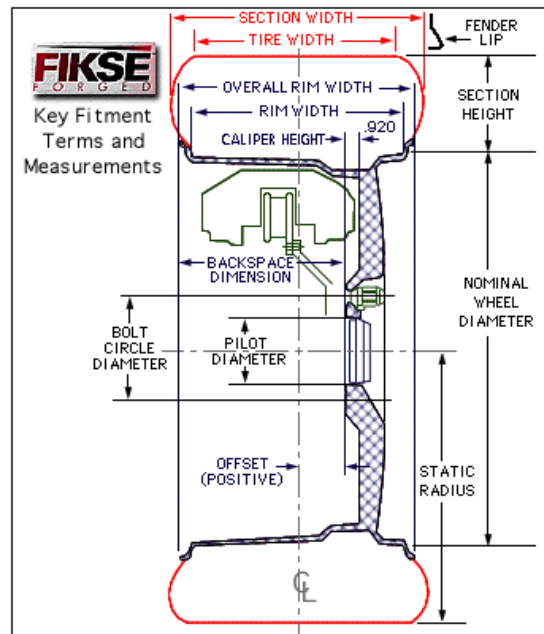 SECTION WIDTH
TIRE WIDTH
FENDER
LIP
FIKSE
FORGED
Key Fitment
Terms and
Measurements
OVERALL RIM WIDTH
RIM WIDTH
CALIPER HEIGHT
.920
SECTION
HEIGHT
BACKSPACE
DIMENSION
NOMINAL
WHEEL
DIAMETER
BOLT
CIRCLE
DIAMETER
PILOT
DIAMETER
OFFSET
(POSITIVE)
STATIC
RADIUS
CL